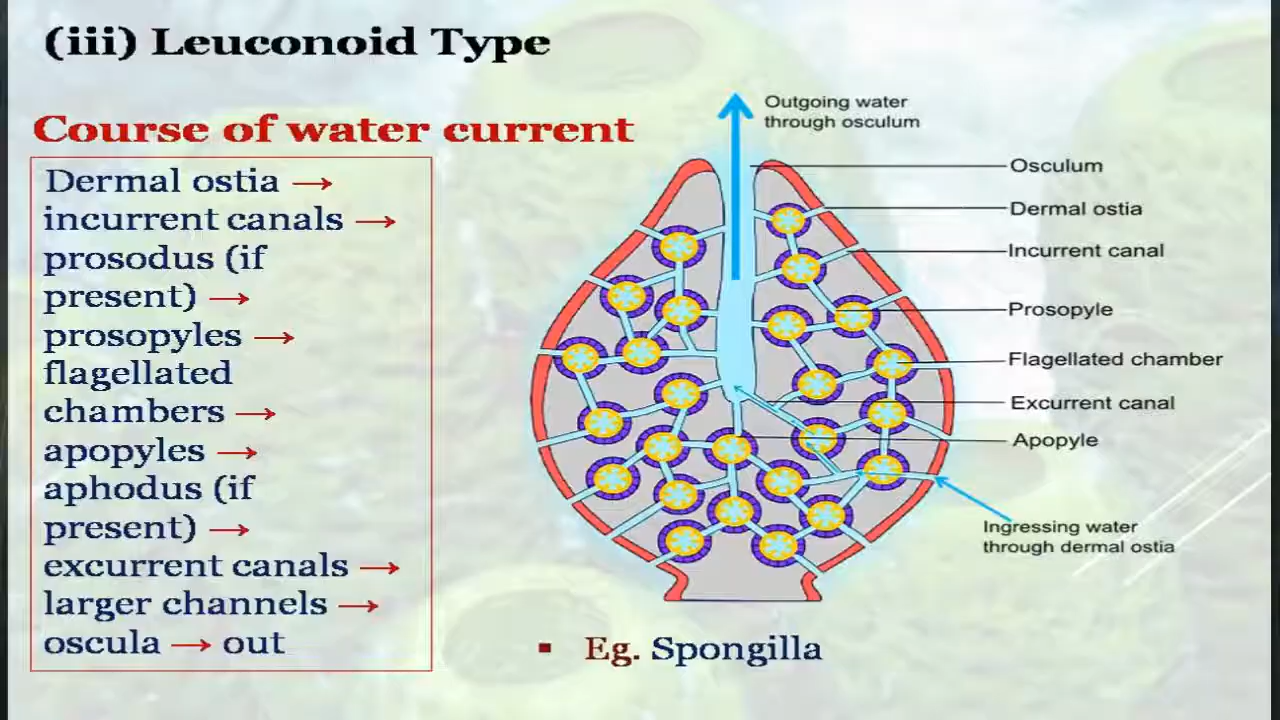 (iii) Leuconoid Type
Course of water current
Dermal ostia →
incurrent canals →
prosodus (if
present) →
prosopyles →
flagellated
chambers →
apopyles →
aphodus (if
present) →
excurrent canals →
larger channels →
oscula → out
Outgoing water
through osculum
Osculum
Dermal ostia
Incurrent canal
Prosopyle
Flagellated chamber
Excurrent canal
Apopyle
Ingressing water
through dermal ostia
▪ Eg. Spongilla